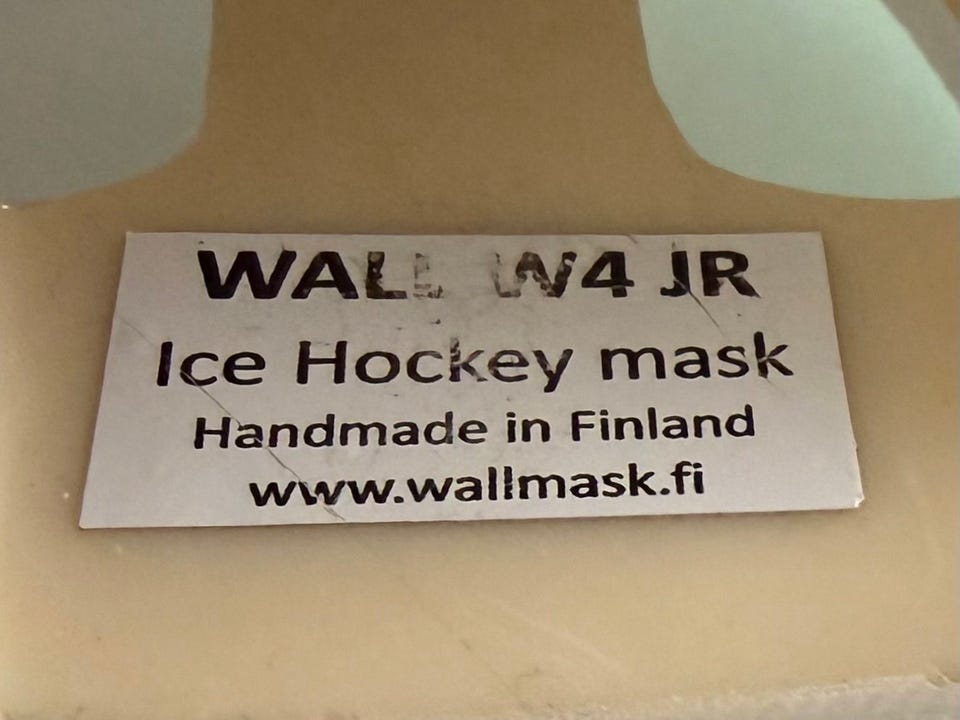 WALL W4 JR
Ice Hockey mask
Handmade in Finland
www.wallmask.fi